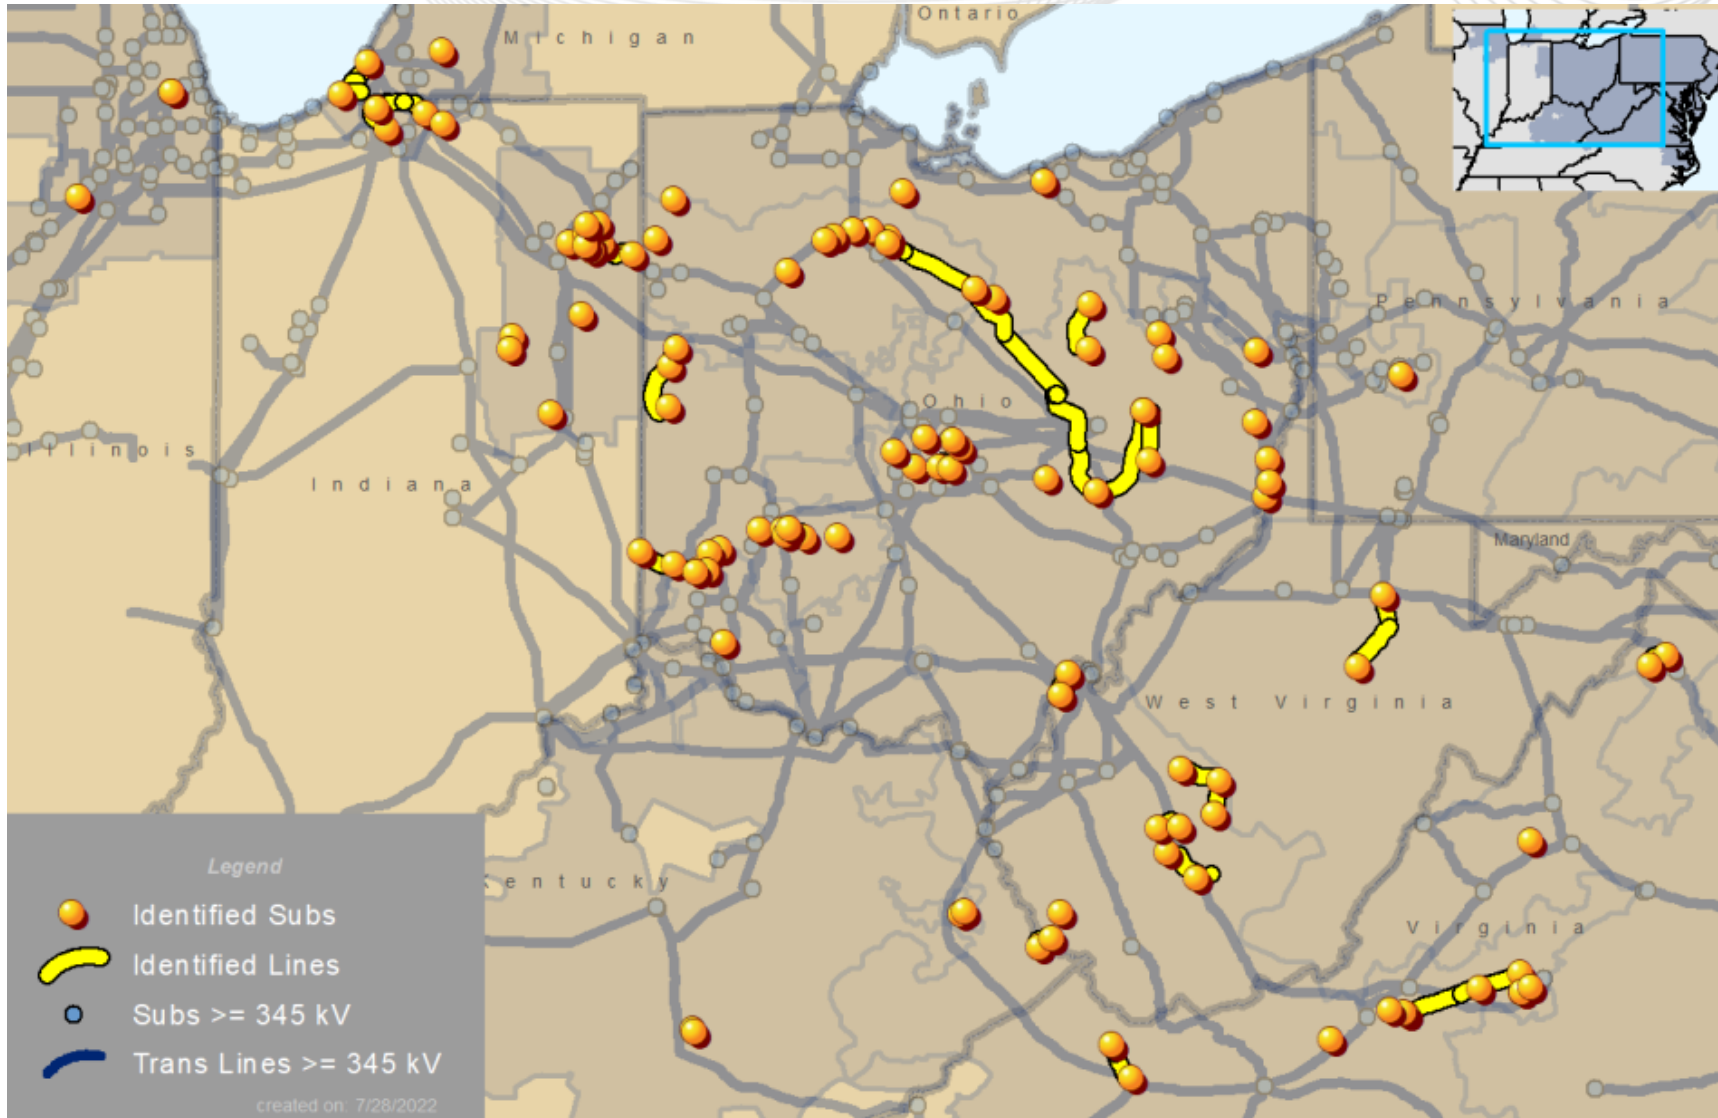 Ontario
Michigan
Pennsylvania
Ohio
Illinois
Indiana
Maryland
West Virginia
Kentucky
Virginia
Legend
Identified Subs
Identified Lines
Subs >= 345 kV
Trans Lines >= 345 kV
created on: 7/28/2022